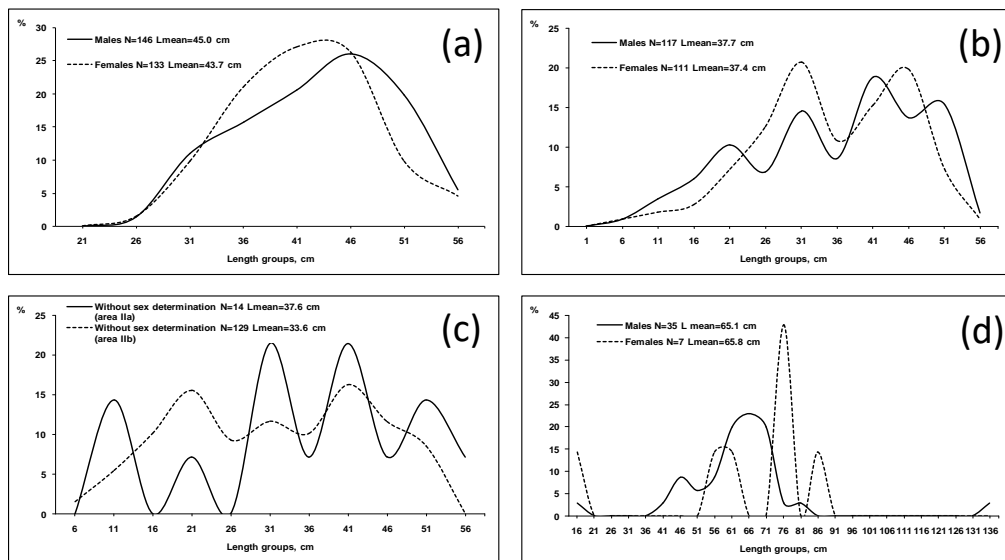 %
(a)
Males N=146 Lmean=45.0 cm
Females N=133 Lmean=43.7 cm
30
25
20
15
10
5
0
21 26 31 36 41 46 51 56
Length groups, cm
%
(b)
Males N=117 Lmean=37.7 cm
Females N=111 Lmean=37.4 cm
25
20
15
10
5
0
1 6 11 16 21 26 31 36 41 46 51 56
Length groups, cm
%
(c)
Without sex determination N=14 Lmean=37.6 cm
(area IIa)
Without sex determination N=129 Lmean=33.6 cm
(area IIb)
25
20
15
10
5
0
6 11 16 21 26 31 36 41 46 51 56
Length groups, cm
%
(d)
Males N=35 L mean=65.1 cm
Females N=7 Lmean=65.8 cm
45
40
35
30
25
20
15
10
5
0
16 21 26 31 36 41 46 51 56 61 66 71 76 81 86 91 96 101 106 111 116 121 126 131 136
Length groups, cm